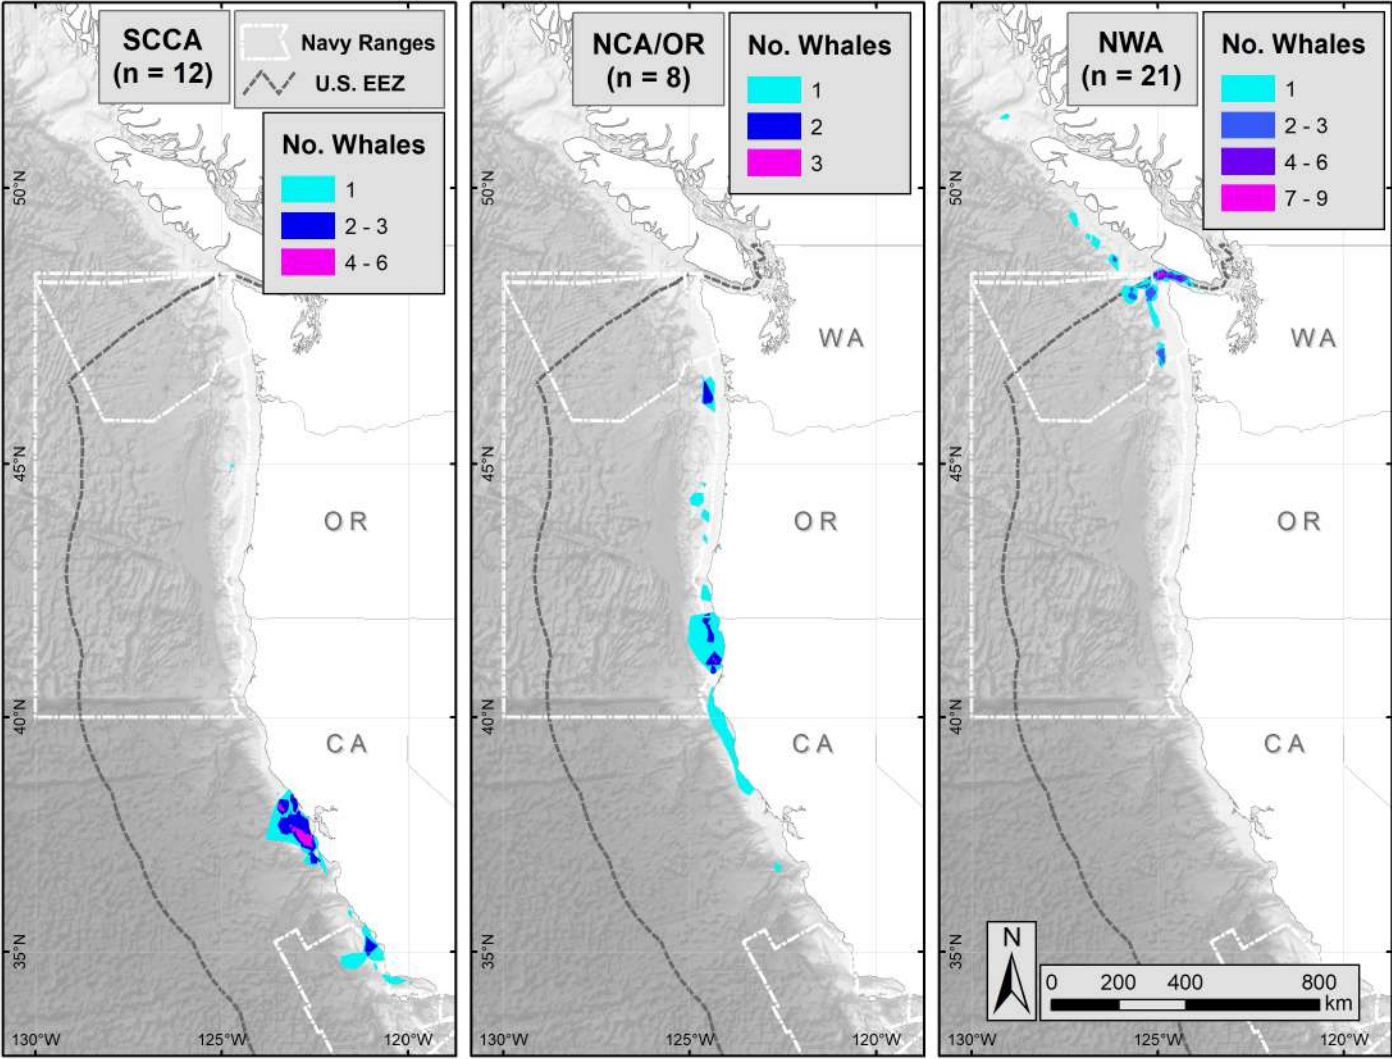 SCCA
(n = 12)
Navy Ranges
U.S. EEZ
No. Whales
1
2 - 3
4 - 6
50°N
45°N
40°N
35°N
OR
CA
130°W
125°W
120°W
NCA/OR
(n = 8)
No. Whales
1
2
3
50°N
45°N
40°N
35°N
WA
OR
CA
130°W
125°W
120°W
NWA
(n = 21)
No. Whales
1
2 - 3
4 - 6
7 - 9
50°N
45°N
40°N
35°N
WA
OR
CA
N
0 200 400 800
km
130°W
125°W
120°W